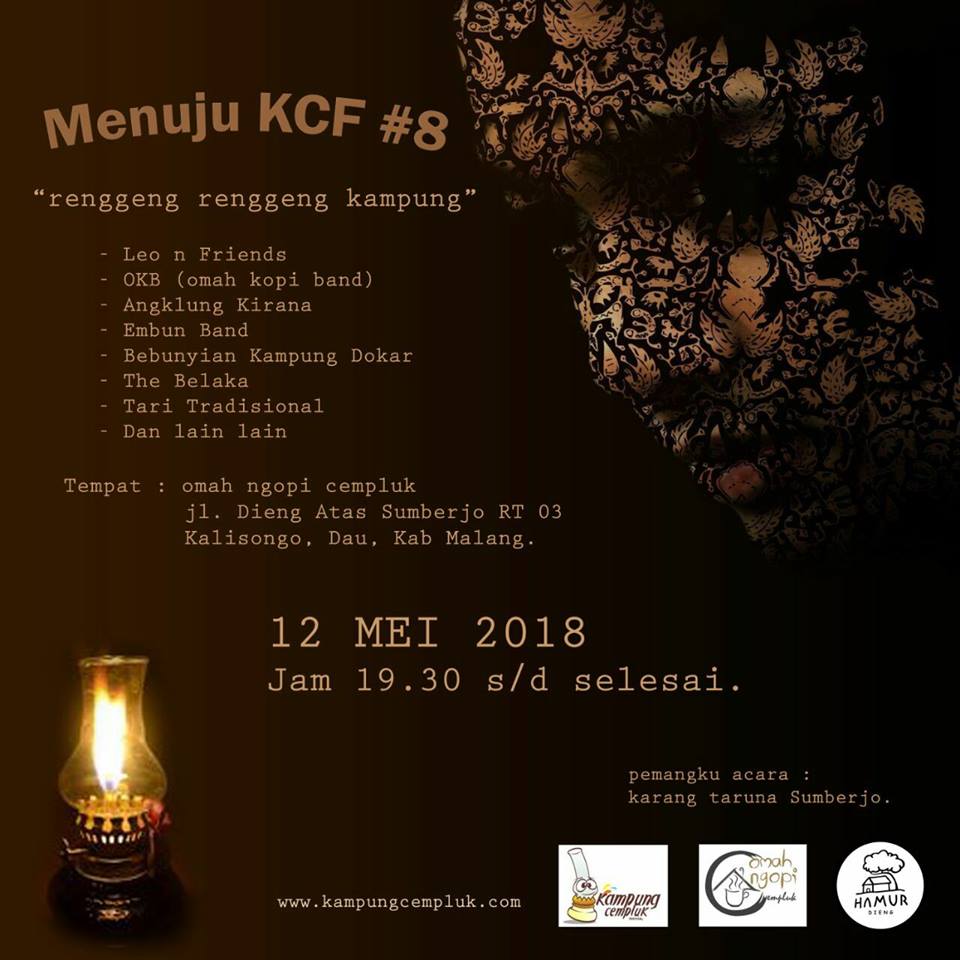 Menuju KCF #8
“renggeng renggeng kampung”
- Leo n Friends
- OKB (omah kopi band)
- Angklung Kirana
- Embun Band
- Bebunyian Kampung Dokar
- The Belaka
- Tari Tradisional
- Dan lain lain
Tempat : omah ngopi cempluk
jl. Dieng Atas Sumberjo RT 03
Kalisongo, Dau, Kab Malang.
12 MEI 2018
Jam 19.30 s/d selesai.
pemangku acara :
karang taruna Sumberjo.
www.kampungcempluk.com
Kampung
cempluk
FESTIVAL
omah
ngopi
cempluk
HAMUR
DIENG